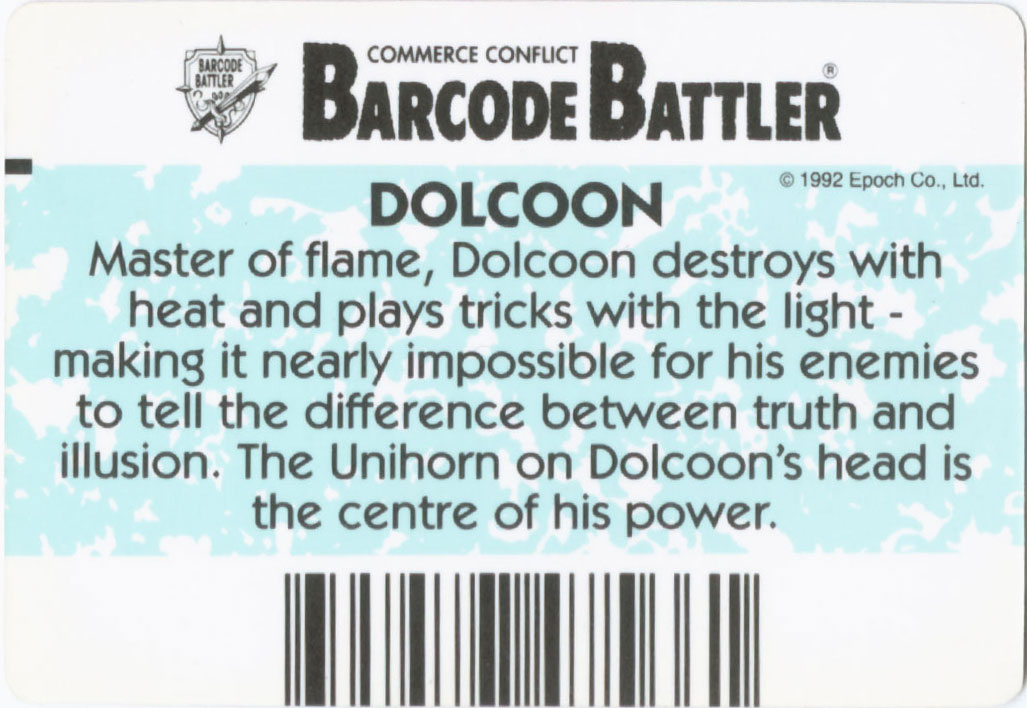 BARCODE
BATTLER
COMMERCE CONFLICT
BARCODE BATTLER®
© 1992 Epoch Co., Ltd.
DOLCOON
Master of flame, Dolcoon destroys with
heat and plays tricks with the light -
making it nearly impossible for his enemies
to tell the difference between truth and
illusion. The Unihorn on Dolcoon's head is
the centre of his power.